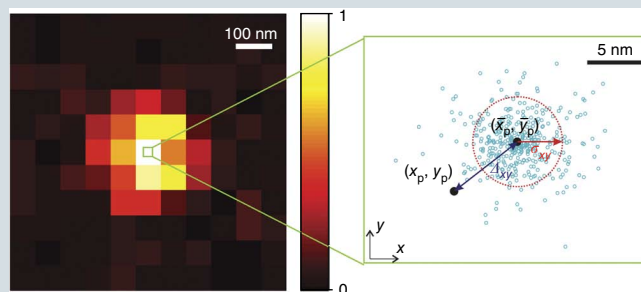 100 nm
1
0
5 nm
(x̄ₚ, ȳₚ)
σxy
Δxy
(xₚ, yₚ)
y
x